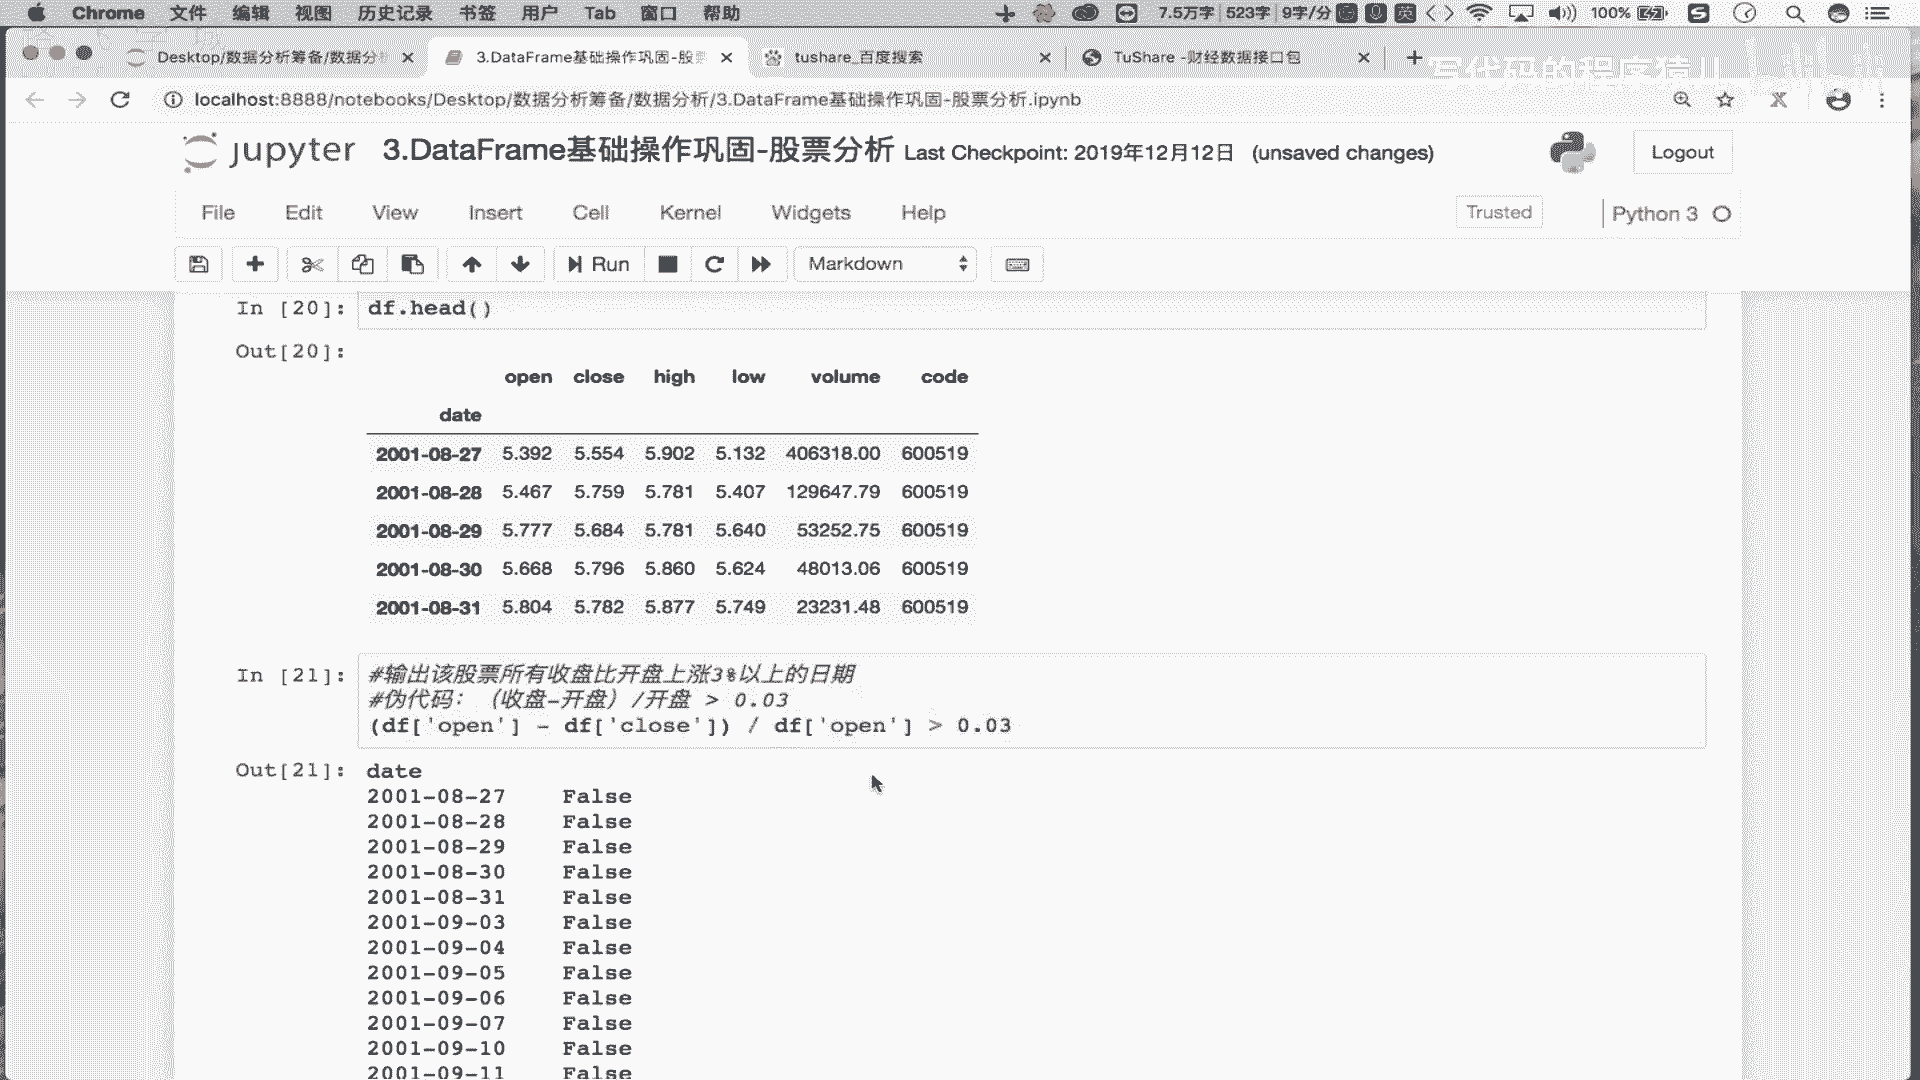 Chrome 文件 编辑 视图 历史记录 书签 用户 Tab 窗口 帮助 7.5万字 523字 9字/分 英 100%
Desktop/数据分析筹备/数据分析 3.DataFrame基础操作巩固-股票 tushare_百度搜索 TuShare -财经数据接口包
写代码的程序猿儿 bilibili
localhost:8888/notebooks/Desktop/数据分析筹备/数据分析/3.DataFrame基础操作巩固-股票分析.ipynb
jupyter 3.DataFrame基础操作巩固-股票分析 Last Checkpoint: 2019年12月12日 (unsaved changes) Logout
File Edit View Insert Cell Kernel Widgets Help Trusted Python 3
Run Markdown
In [20]: df.head()
Out[20]:
open close high low volume code
date
2001-08-27 5.392 5.554 5.902 5.132 406318.00 600519
2001-08-28 5.467 5.759 5.781 5.407 129647.79 600519
2001-08-29 5.777 5.684 5.781 5.640 53252.75 600519
2001-08-30 5.668 5.796 5.860 5.624 48013.06 600519
2001-08-31 5.804 5.782 5.877 5.749 23231.48 600519
In [21]: #输出该股票所有收盘比开盘上涨3%以上的日期
#伪代码：（收盘-开盘）/开盘 > 0.03
(df['open'] - df['close']) / df['open'] > 0.03
Out[21]: date
2001-08-27 False
2001-08-28 False
2001-08-29 False
2001-08-30 False
2001-08-31 False
2001-09-03 False
2001-09-04 False
2001-09-05 False
2001-09-06 False
2001-09-07 False
2001-09-10 False
2001-09-11 False